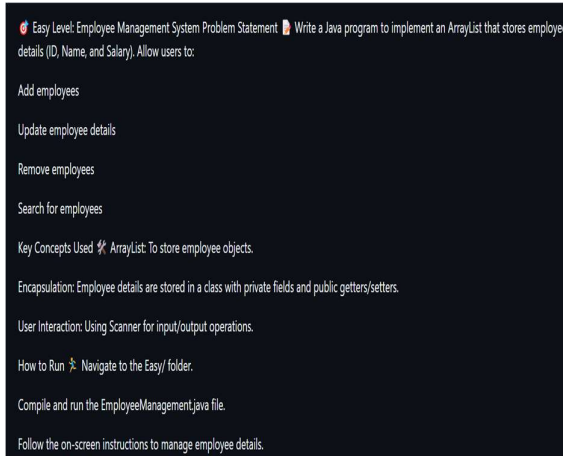 🎯 Easy Level: Employee Management System Problem Statement 📝 Write a Java program to implement an ArrayList that stores employee
details (ID, Name, and Salary). Allow users to:
Add employees
Update employee details
Remove employees
Search for employees
Key Concepts Used 🛠 ArrayList: To store employee objects.
Encapsulation: Employee details are stored in a class with private fields and public getters/setters.
User Interaction: Using Scanner for input/output operations.
How to Run 🏃 Navigate to the Easy/ folder.
Compile and run the EmployeeManagement.java file.
Follow the on-screen instructions to manage employee details.